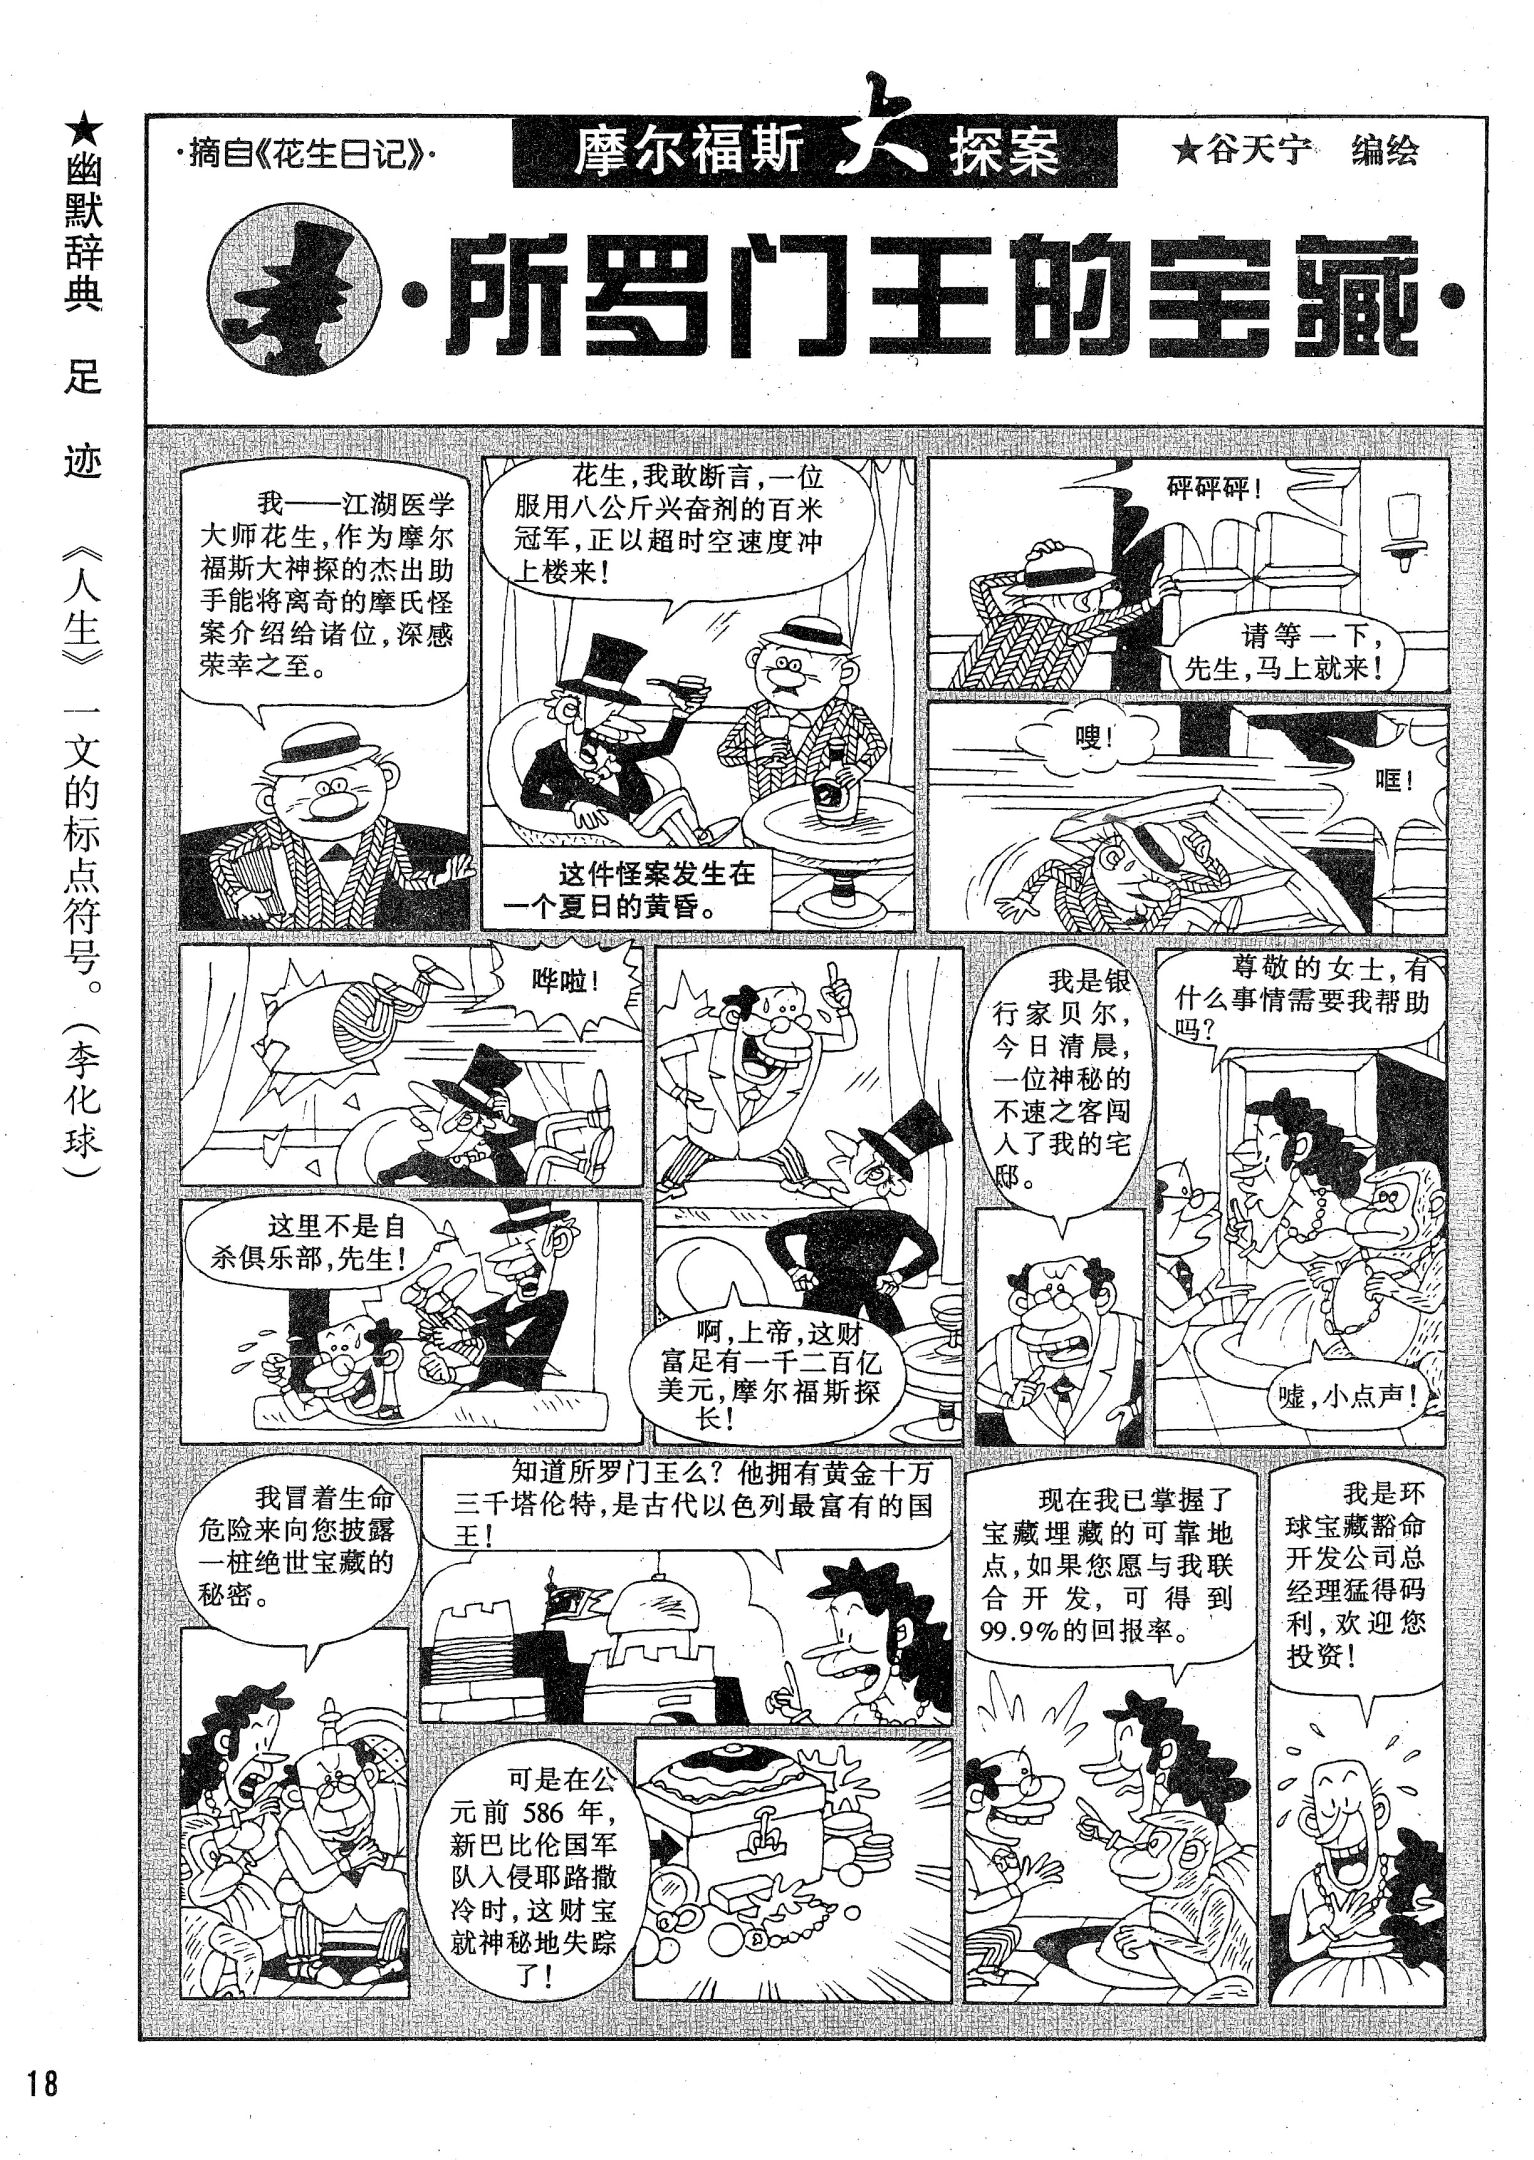 ★幽默辞典 足 迹 《人生》一文的标点符号。(李化球)
·摘自《花生日记》·
摩尔福斯大探案
★谷天宁 编绘
·所罗门王的宝藏·
我——江湖医学
大师花生,作为摩尔
福斯大神探的杰出助
手能将离奇的摩氏怪
案介绍给诸位,深感
荣幸之至。
花生,我敢断言,一位
服用八公斤兴奋剂的百米
冠军,正以超时空速度冲
上楼来!
这件怪案发生在
一个夏日的黄昏。
砰砰砰!
请等一下,
先生,马上就来!
嗖!
哐!
哗啦!
这里不是自
杀俱乐部,先生!
啊,上帝,这财
富足有一千二百亿
美元,摩尔福斯探
长!
我是银
行家贝尔,
今日清晨,
一位神秘的
不速之客闯
入了我的宅
邸。
尊敬的女士,有
什么事情需要我帮助
吗?
嘘,小点声!
我冒着生命
危险来向您披露
一桩绝世宝藏的
秘密。
知道所罗门王么?他拥有黄金十万
三千塔伦特,是古代以色列最富有的国
王!
可是在公
元前 586 年,
新巴比伦国军
队入侵耶路撒
冷时,这财宝
就神秘地失踪
了!
现在我已掌握了
宝藏埋藏的可靠地
点,如果您愿与我联
合开发,可得到
99.9%的回报率。
我是环
球宝藏豁命
开发公司总
经理猛得码
利,欢迎您
投资!
18